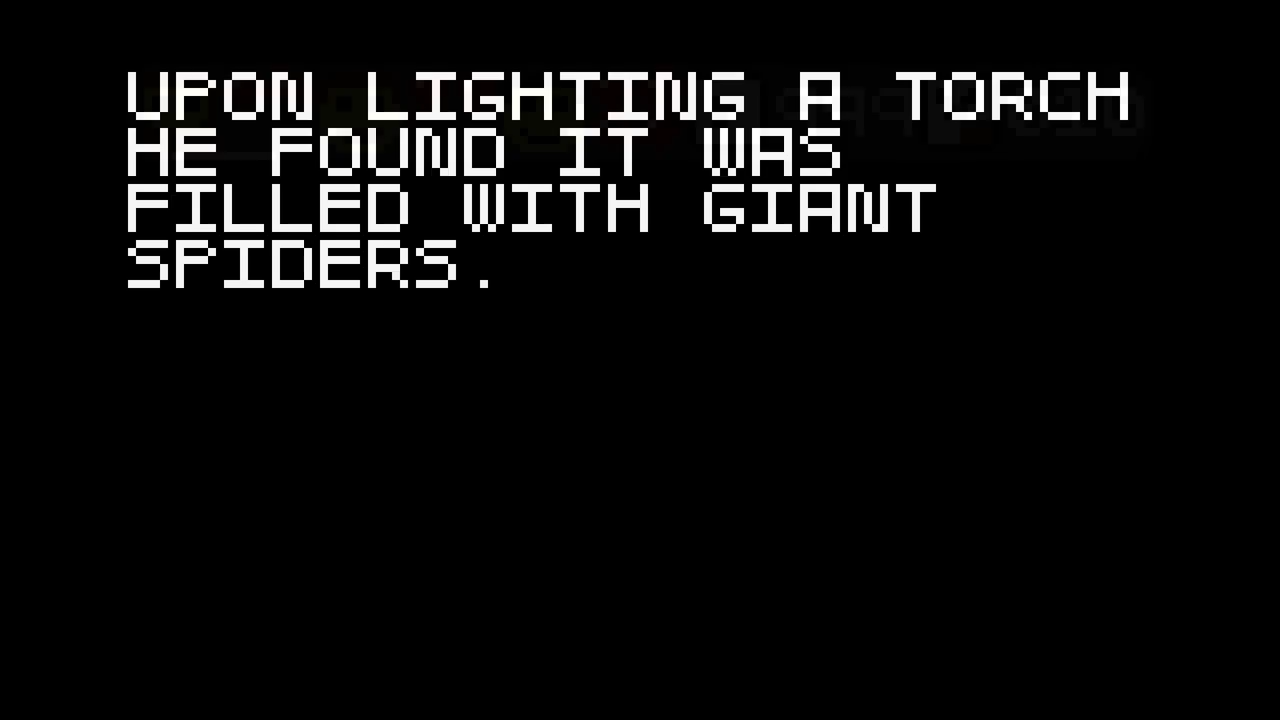 UPON LIGHTING A TORCH
HE FOUND IT WAS
FILLED WITH GIANT
SPIDERS.